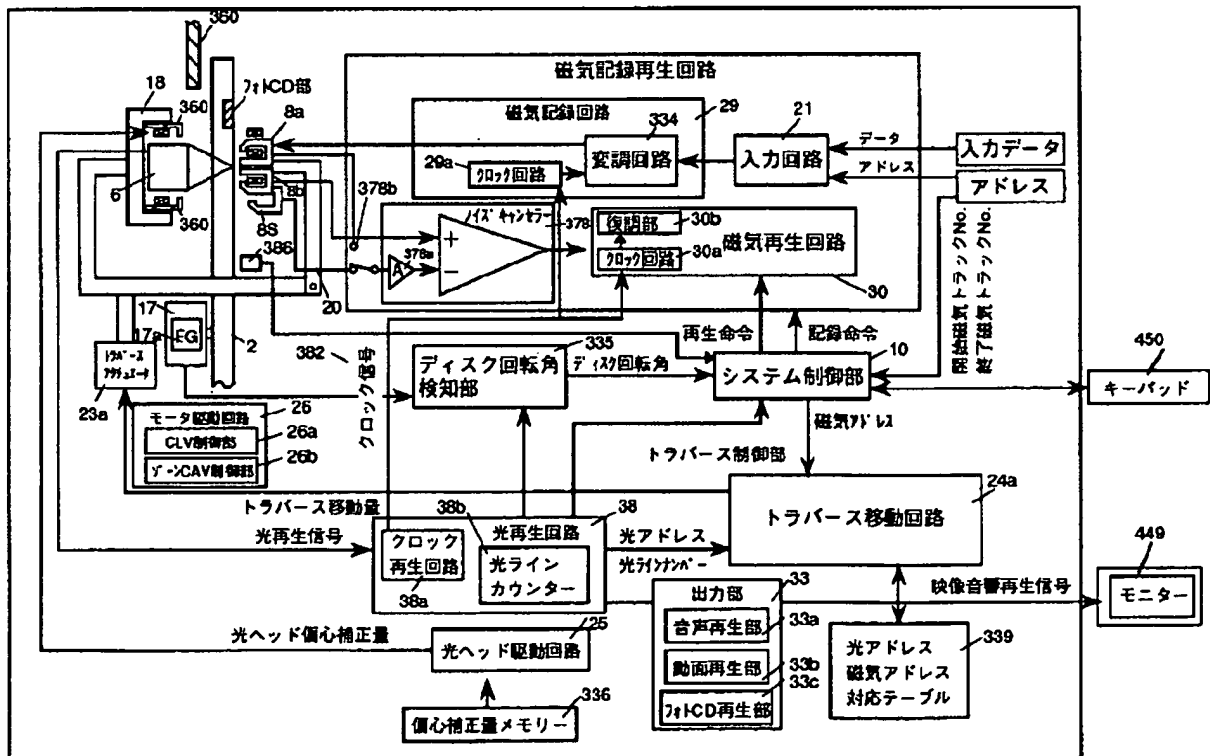 360
18
360
フォトCD部
8a
6
360
8b
8S
386
378b
20
磁気記録再生回路
磁気記録回路
29
29a
クロック回路
334
変調回路
21
入力回路
データ
アドレス
入力データ
アドレス
ノイズキャンセラー
378
A
378a
+
−
復調部
30b
磁気再生回路
クロック回路
30a
30
開始磁気トラックNo.
終了磁気トラックNo.
17
17a
FG
2
トラバース
アクチュエータ
23a
382
クロック信号
335
ディスク回転角
検知部
ディスク回転角
再生命令
記録命令
10
システム制御部
450
キーパッド
モータ駆動回路
26
CLV制御部
26a
ゾーンCAV制御部
26b
磁気アドレス
トラバース制御部
24a
トラバース移動回路
トラバース移動量
光再生信号
38b
光再生回路
38
クロック
再生回路
38a
光ライン
カウンター
光アドレス
光ラインナンバー
449
モニター
映像音響再生信号
出力部
33
音声再生部
33a
動画再生部
33b
33c
フォトCD再生部
339
光アドレス
磁気アドレス
対応テーブル
光ヘッド偏心補正量
25
光ヘッド駆動回路
336
偏心補正量メモリー